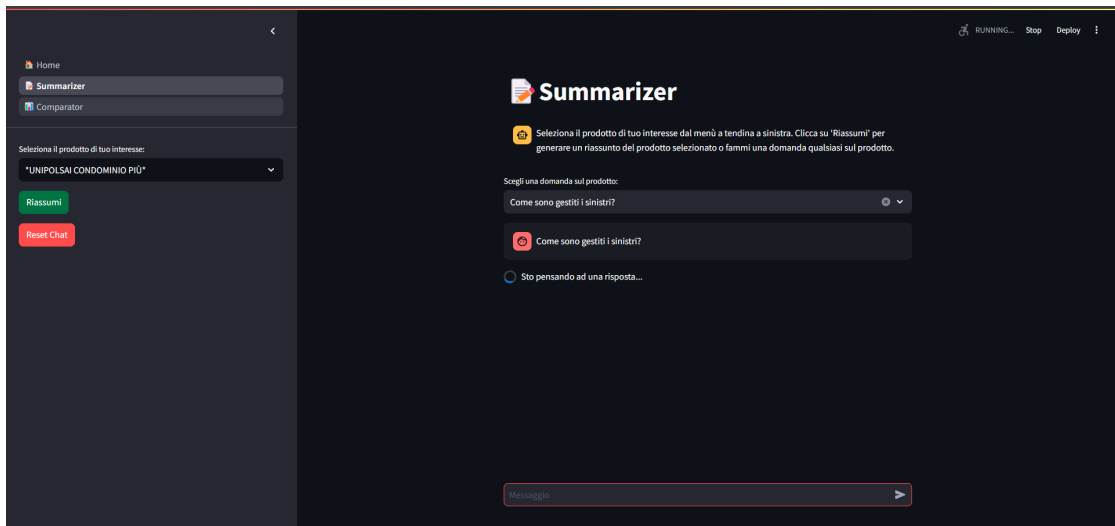 Home
Summarizer
Comparator
Seleziona il prodotto di tuo interesse:
"UNIPOLSAI CONDOMINIO PIÙ"
Riassumi
Reset Chat
RUNNING... Stop Deploy
Summarizer
Seleziona il prodotto di tuo interesse dal menù a tendina a sinistra. Clicca su 'Riassumi' per
generare un riassunto del prodotto selezionato o fammi una domanda qualsiasi sul prodotto.
Scegli una domanda sul prodotto:
Come sono gestiti i sinistri?
Come sono gestiti i sinistri?
Sto pensando ad una risposta...
Messaggio